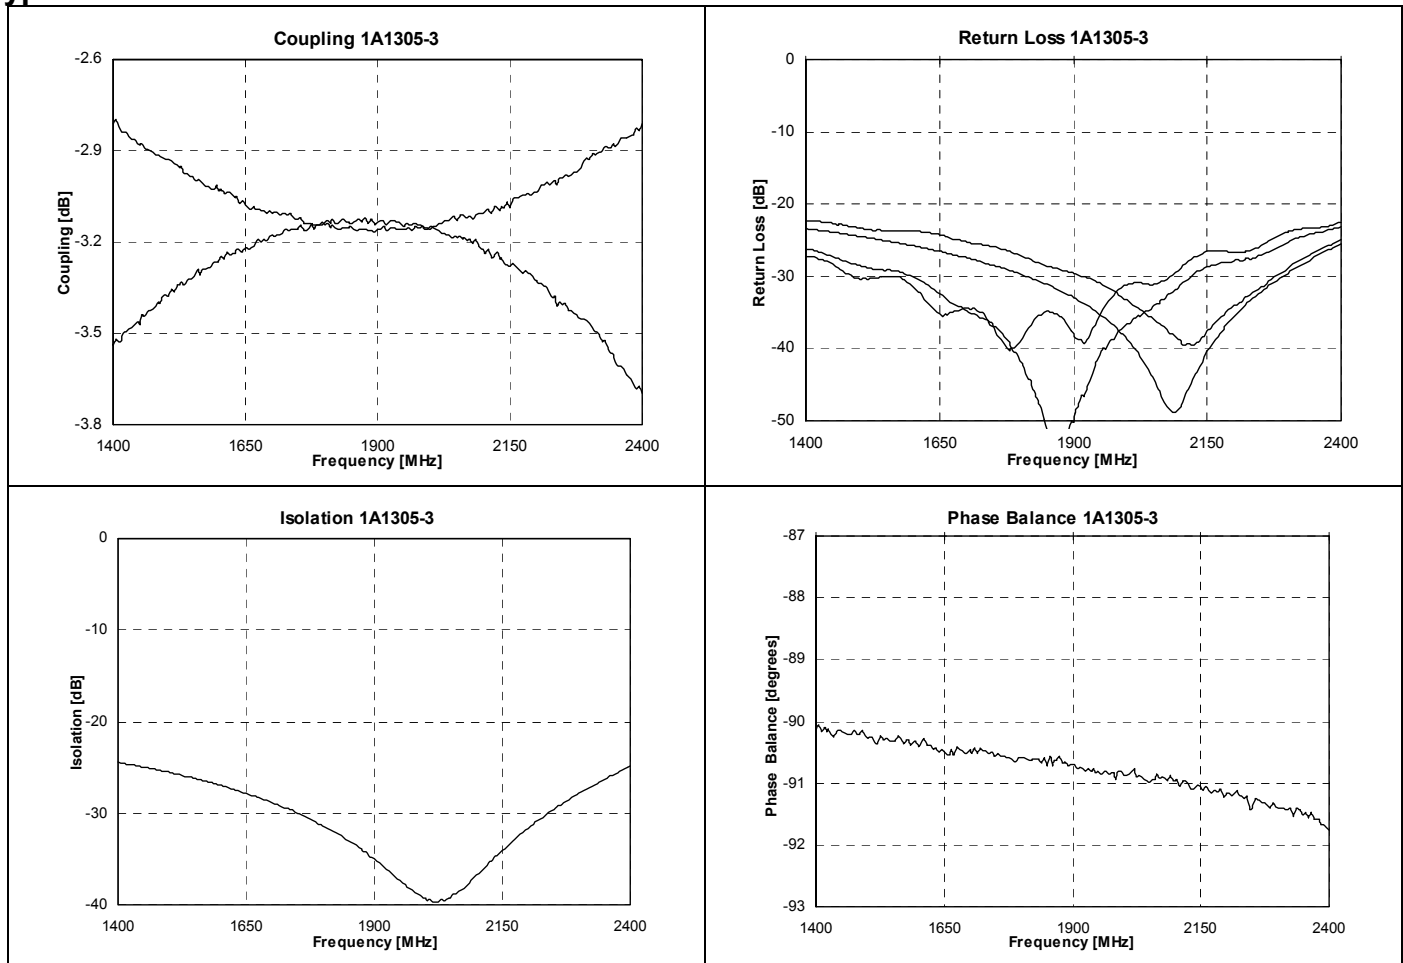 Coupling 1A1305-3
-2.6
-2.9
-3.2
-3.5
-3.8
Coupling [dB]
1400 1650 1900 2150 2400
Frequency [MHz]
Return Loss 1A1305-3
0
-10
-20
-30
-40
-50
Return Loss [dB]
1400 1650 1900 2150 2400
Frequency [MHz]
Isolation 1A1305-3
0
-10
-20
-30
-40
Isolation [dB]
1400 1650 1900 2150 2400
Frequency [MHz]
Phase Balance 1A1305-3
-87
-88
-89
-90
-91
-92
-93
Phase Balance [degrees]
1400 1650 1900 2150 2400
Frequency [MHz]